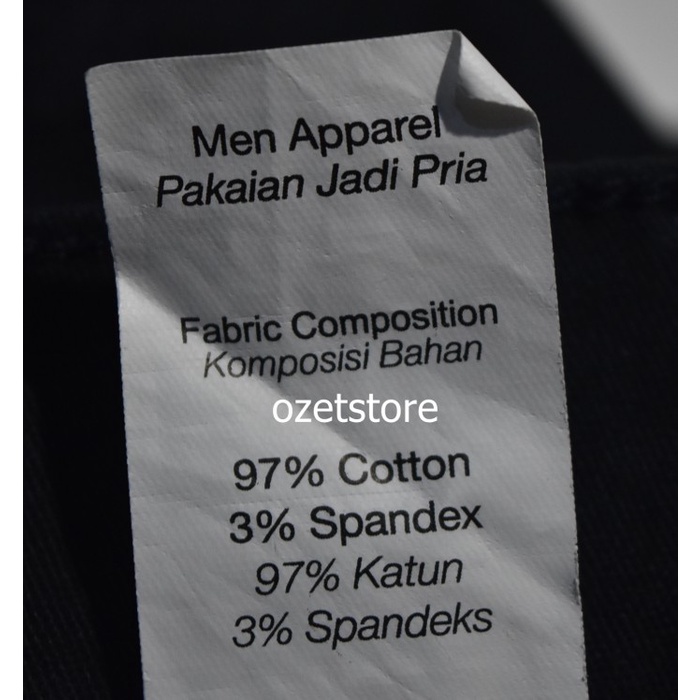 Men Apparel
Pakaian Jadi Pria
Fabric Composition
Komposisi Bahan
ozetstore
97% Cotton
3% Spandex
97% Katun
3% Spandeks